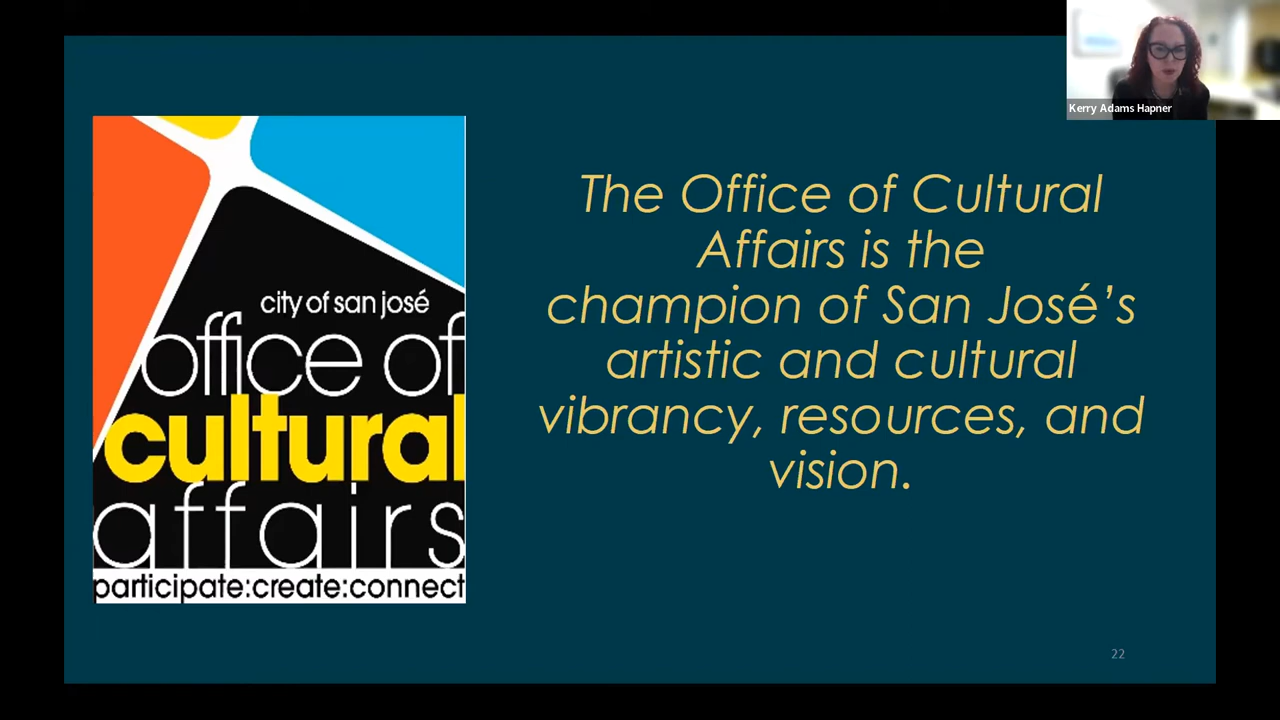 Kerry Adams Hapner
city of san josé
office of
cultural
affairs
participate:create:connect
The Office of Cultural
Affairs is the
champion of San José’s
artistic and cultural
vibrancy, resources, and
vision.
22